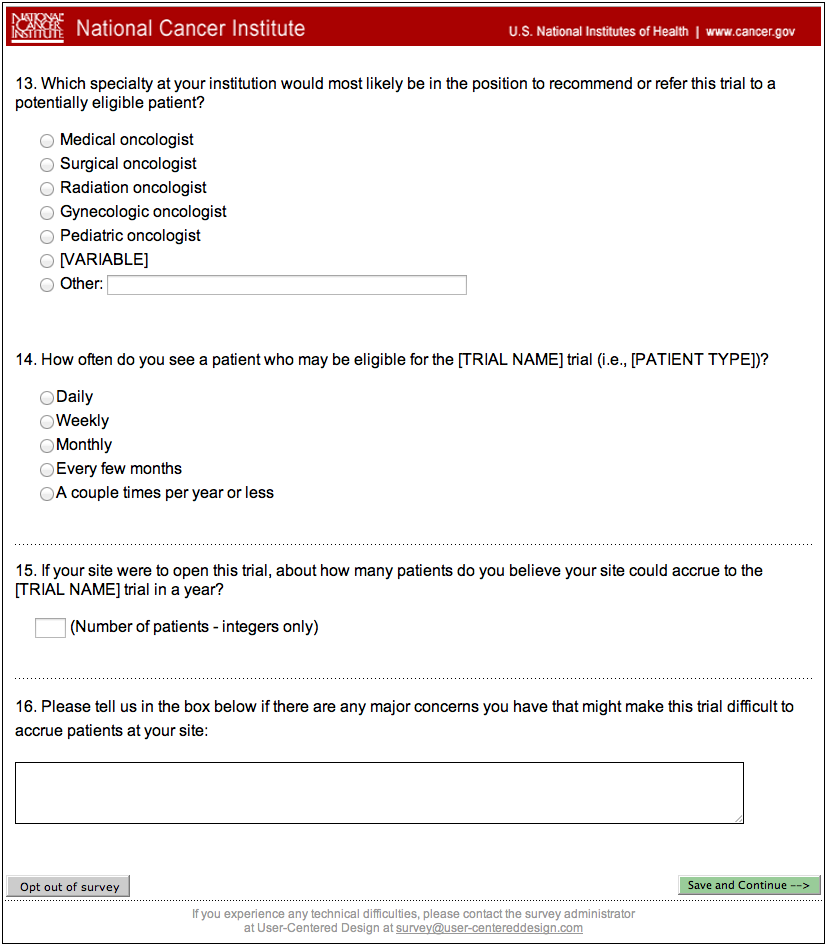 NATIONAL
CANCER
INSTITUTE
National Cancer Institute
U.S. National Institutes of Health | www.cancer.gov
13. Which specialty at your institution would most likely be in the position to recommend or refer this trial to a
potentially eligible patient?
Medical oncologist
Surgical oncologist
Radiation oncologist
Gynecologic oncologist
Pediatric oncologist
[VARIABLE]
Other:
14. How often do you see a patient who may be eligible for the [TRIAL NAME] trial (i.e., [PATIENT TYPE])?
Daily
Weekly
Monthly
Every few months
A couple times per year or less
15. If your site were to open this trial, about how many patients do you believe your site could accrue to the
[TRIAL NAME] trial in a year?
(Number of patients - integers only)
16. Please tell us in the box below if there are any major concerns you have that might make this trial difficult to
accrue patients at your site:
Opt out of survey
Save and Continue -->
If you experience any technical difficulties, please contact the survey administrator
at User-Centered Design at survey@user-centereddesign.com